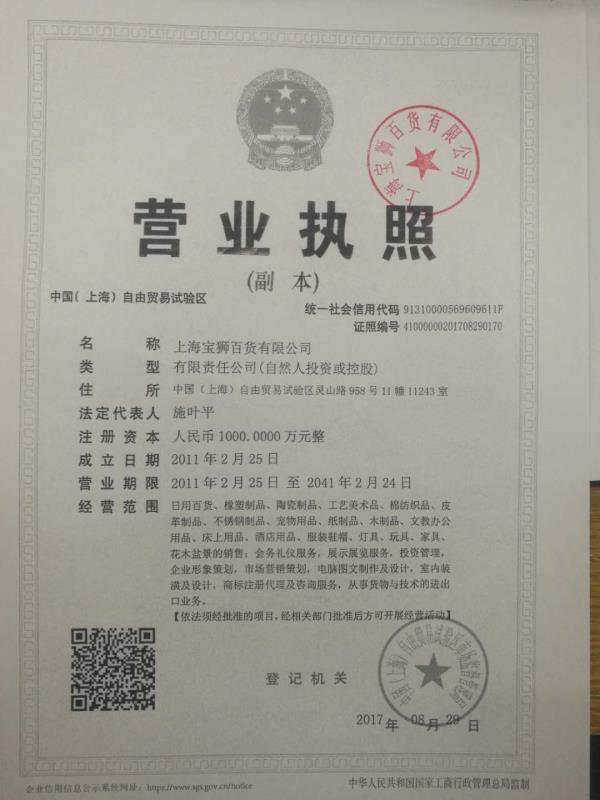 上海宝狮百货有限公司
营业执照
(副 本)
中国(上海)自由贸易试验区
统一社会信用代码 91310000569609611F
证照编号 41000000201708290170
名 称 上海宝狮百货有限公司
类 型 有限责任公司(自然人投资或控股)
住 所 中国(上海)自由贸易试验区灵山路958号11幢11243室
法定代表人 施叶平
注册资本 人民币1000.0000万元整
成立日期 2011年2月25日
营业期限 2011年2月25日 至 2041年2月24日
经营范围 日用百货、橡塑制品、陶瓷制品、工艺美术品、棉纺织品、皮
革制品、不锈钢制品、宠物用品、纸制品、木制品、文教办公
用品、床上用品、酒店用品、服装鞋帽、灯具、玩具、家具、
花木盆景的销售;会务礼仪服务,展示展览服务,投资管理,
企业形象策划,市场营销策划,电脑图文制作及设计,室内装
潢及设计,商标注册代理及咨询服务,从事货物与技术的进出
口业务。
【依法须经批准的项目,经相关部门批准后方可开展经营活动】
登记机关
2017年 08月 29日
企业信用信息公示系统网址: https://www.sgs.gov.cn/notice
中华人民共和国国家工商行政管理总局监制